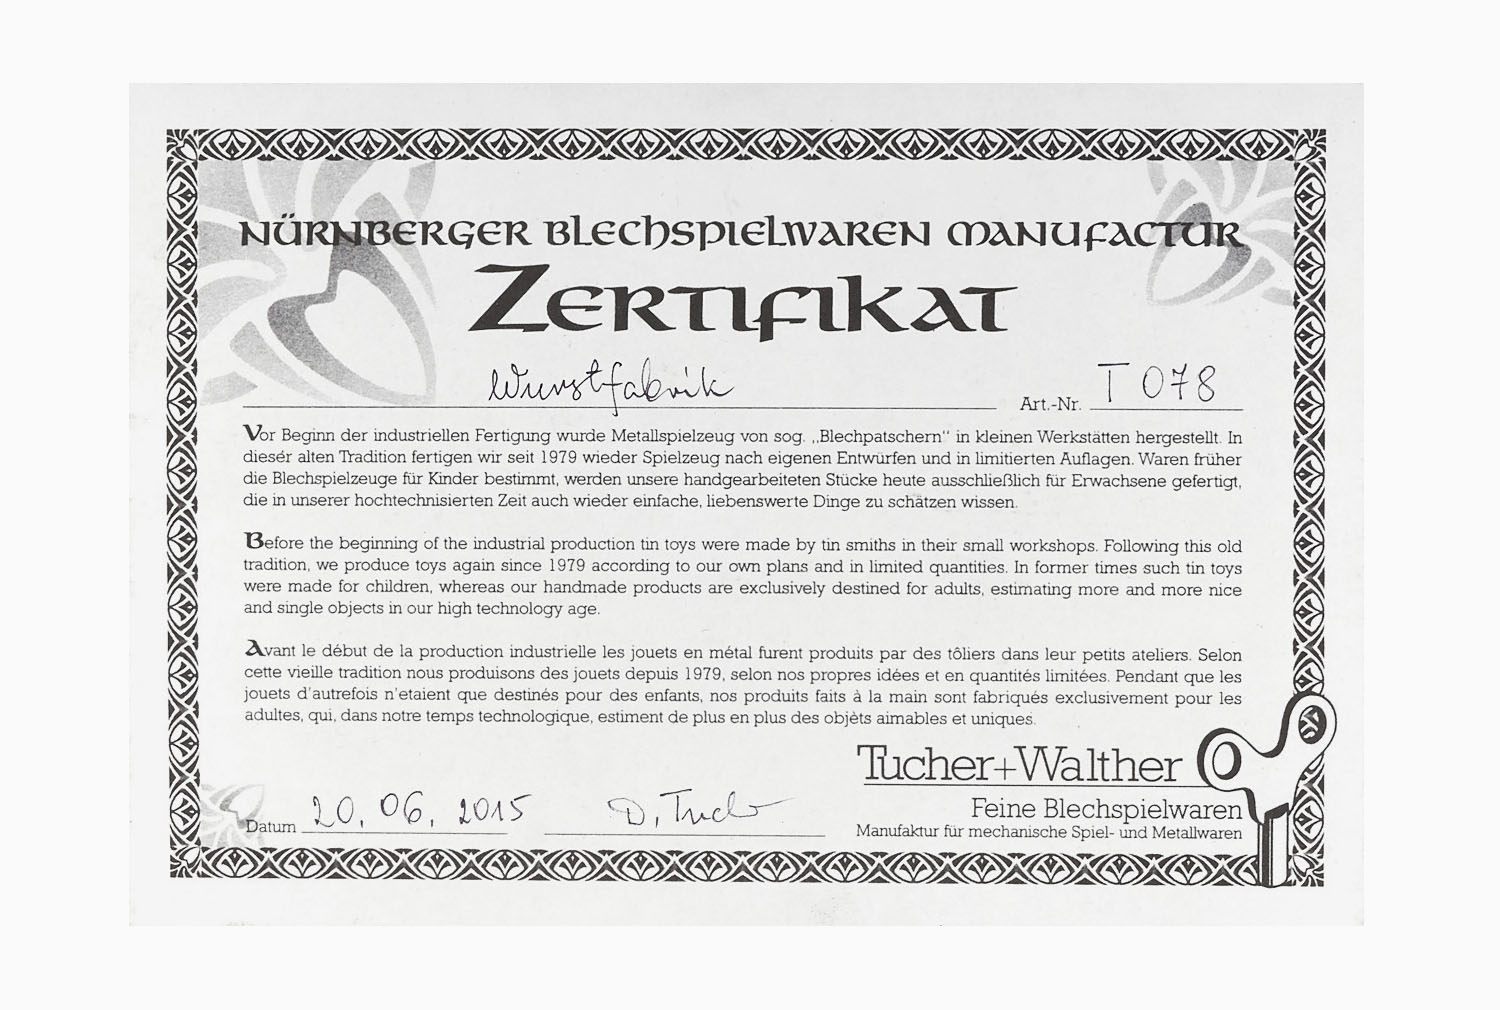 NÜRNBERGER BLECHSPIELWAREN MANUFACTUR
ZERTIFIKAT
Wurstfabrik
Art.-Nr. T 078
Vor Beginn der industriellen Fertigung wurde Metallspielzeug von sog. „Blechpatschern“ in kleinen Werkstätten hergestellt. In
dieser alten Tradition fertigen wir seit 1979 wieder Spielzeug nach eigenen Entwürfen und in limitierten Auflagen. Waren früher
die Blechspielzeuge für Kinder bestimmt, werden unsere handgearbeiteten Stücke heute ausschließlich für Erwachsene gefertigt,
die in unserer hochtechnisierten Zeit auch wieder einfache, liebenswerte Dinge zu schätzen wissen.
Before the beginning of the industrial production tin toys were made by tin smiths in their small workshops. Following this old
tradition, we produce toys again since 1979 according to our own plans and in limited quantities. In former times such tin toys
were made for children, whereas our handmade products are exclusively destined for adults, estimating more and more nice
and single objects in our high technology age.
Avant le début de la production industrielle les jouets en métal furent produits par des tôliers dans leur petits ateliers. Selon
cette vieille tradition nous produisons des jouets depuis 1979, selon nos propres idées et en quantités limitées. Pendant que les
jouets d'autrefois n'etaient que destinés pour des enfants, nos produits faits à la main sont fabriqués exclusivement pour les
adultes, qui, dans notre temps technologique, estiment de plus en plus des objèts aimables et uniques.
Tucher+Walther
Feine Blechspielwaren
Manufaktur für mechanische Spiel- und Metallwaren
Datum 20. 06. 2015 D. Tucher